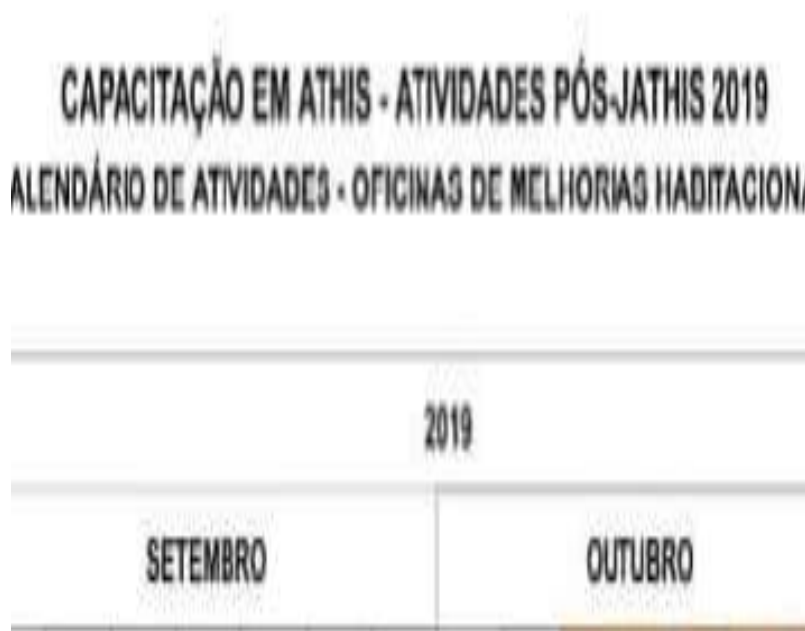 CAPACITAÇÃO EM ATHIS - ATIVIDADES PÓS-JATHIS 2019
ALENDÁRIO DE ATIVIDADES - OFICINAS DE MELHORIAS HABITACIONA
2019
SETEMBRO OUTUBRO